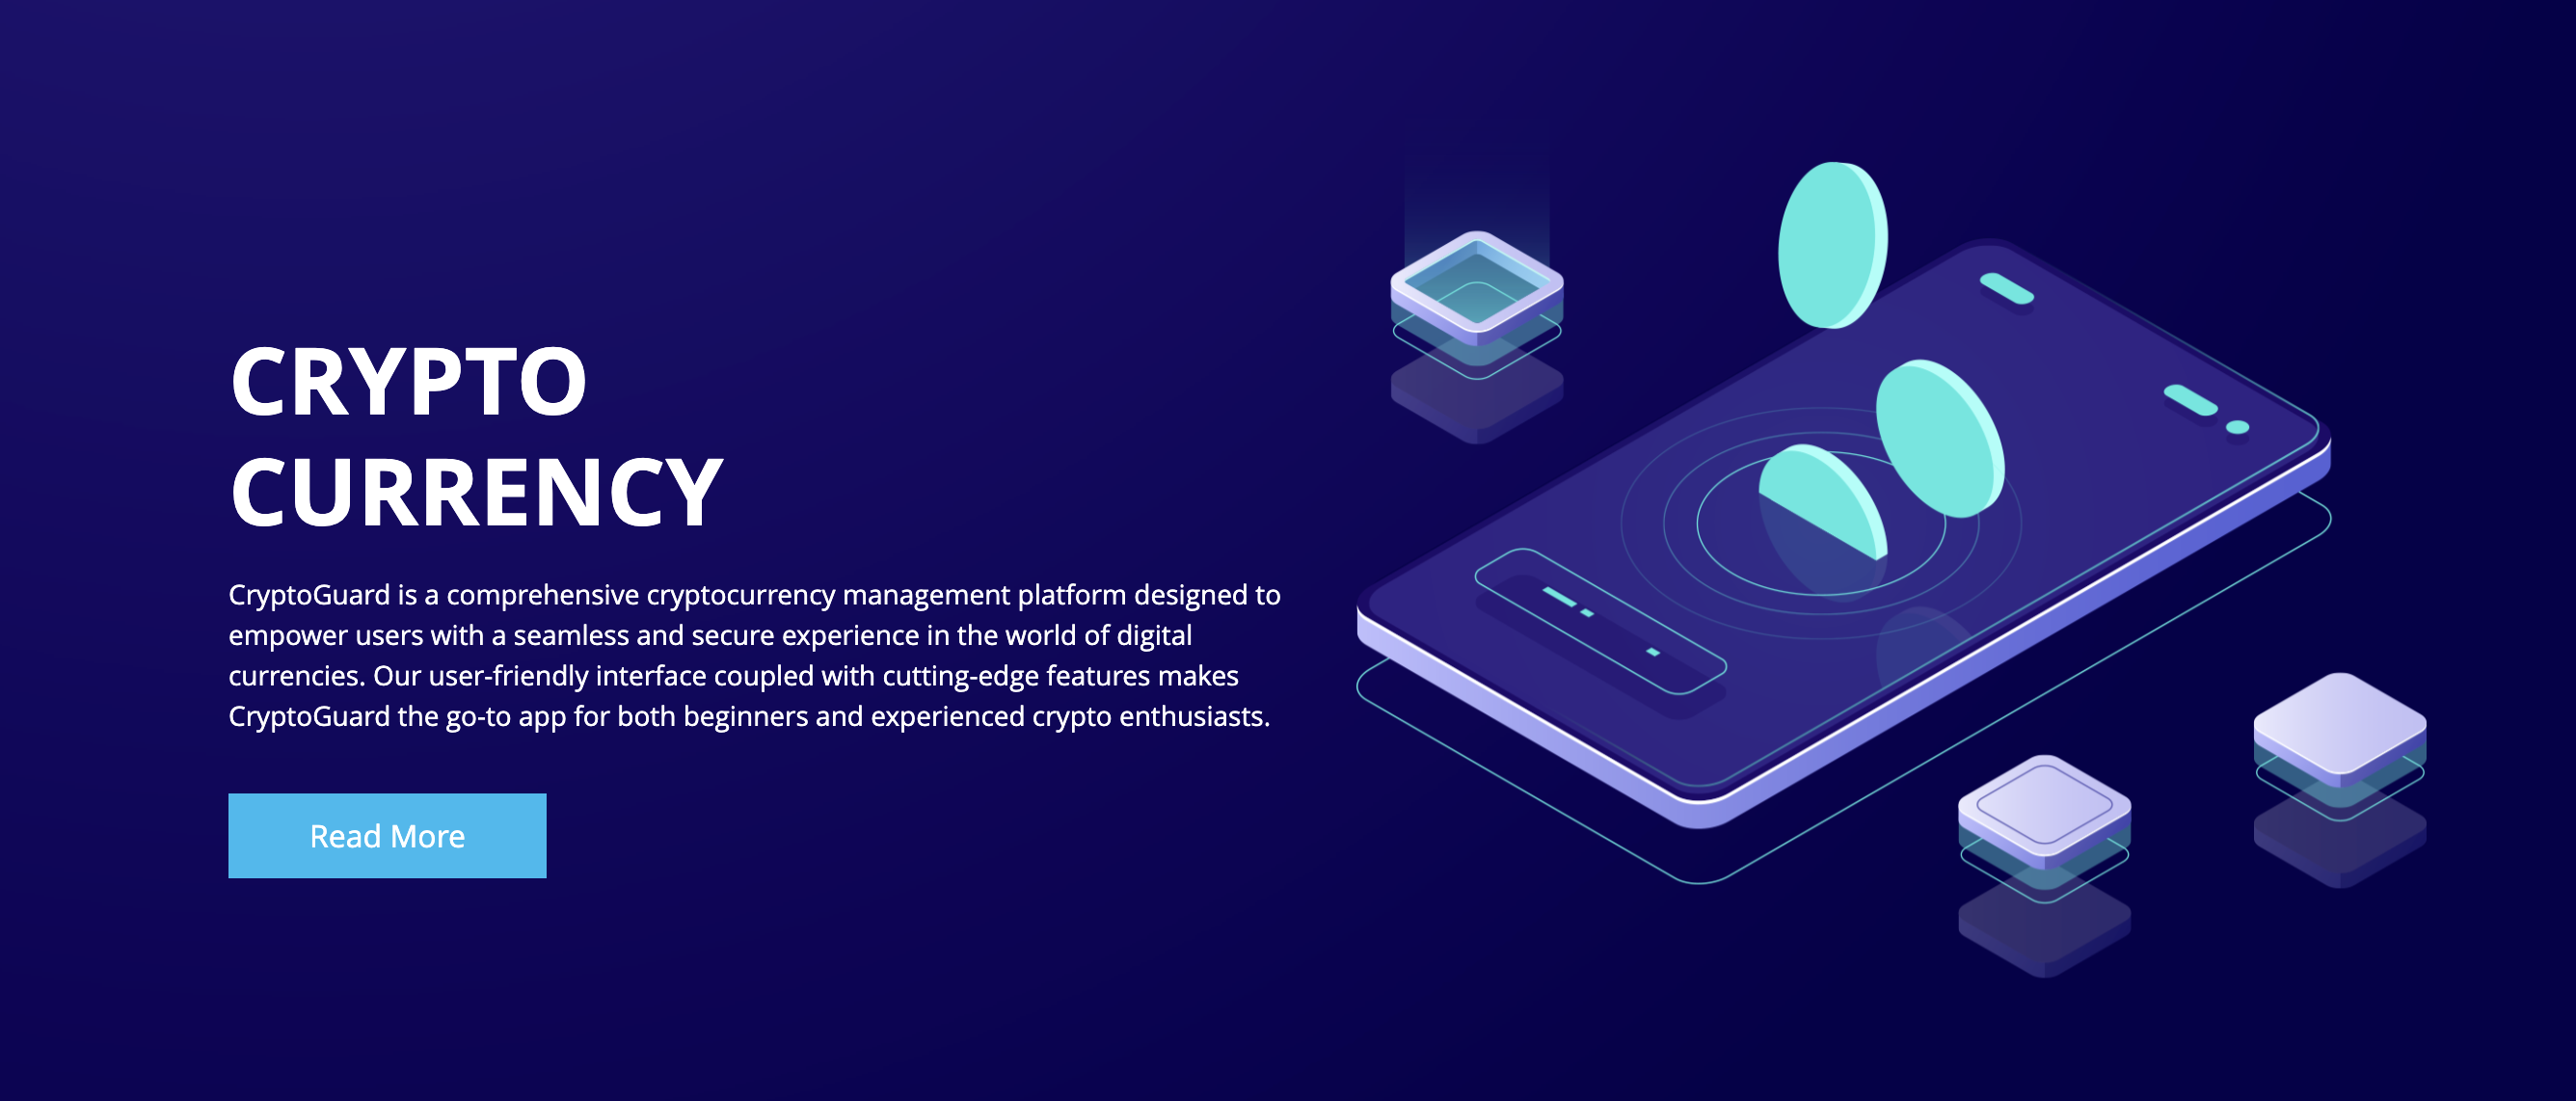 CRYPTO
CURRENCY
CryptoGuard is a comprehensive cryptocurrency management platform designed to
empower users with a seamless and secure experience in the world of digital
currencies. Our user-friendly interface coupled with cutting-edge features makes
CryptoGuard the go-to app for both beginners and experienced crypto enthusiasts.
Read More